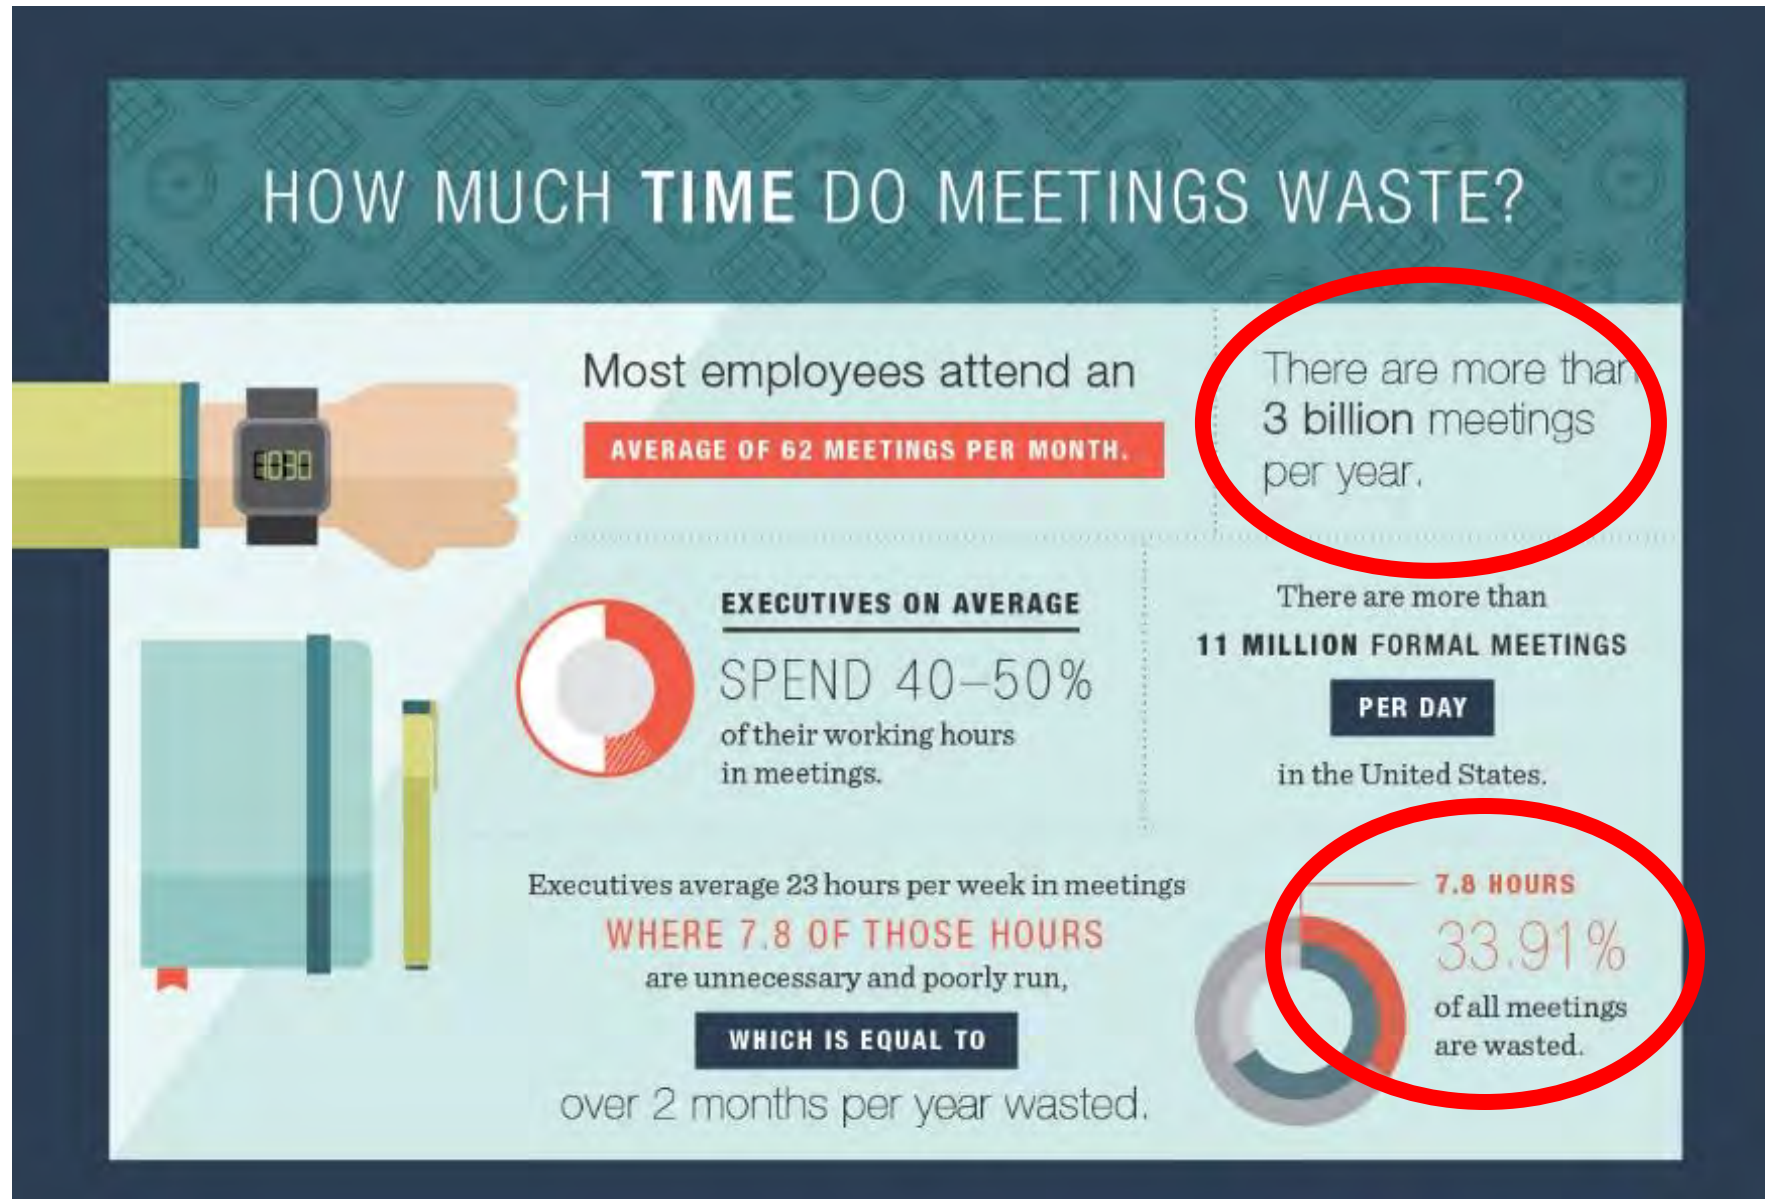 HOW MUCH TIME DO MEETINGS WASTE?
Most employees attend an
AVERAGE OF 62 MEETINGS PER MONTH.
There are more than
3 billion meetings
per year.
1030
EXECUTIVES ON AVERAGE
SPEND 40–50%
of their working hours
in meetings.
There are more than
11 MILLION FORMAL MEETINGS
PER DAY
in the United States.
Executives average 23 hours per week in meetings
WHERE 7.8 OF THOSE HOURS
are unnecessary and poorly run,
WHICH IS EQUAL TO
over 2 months per year wasted.
7.8 HOURS
33.91%
of all meetings
are wasted.